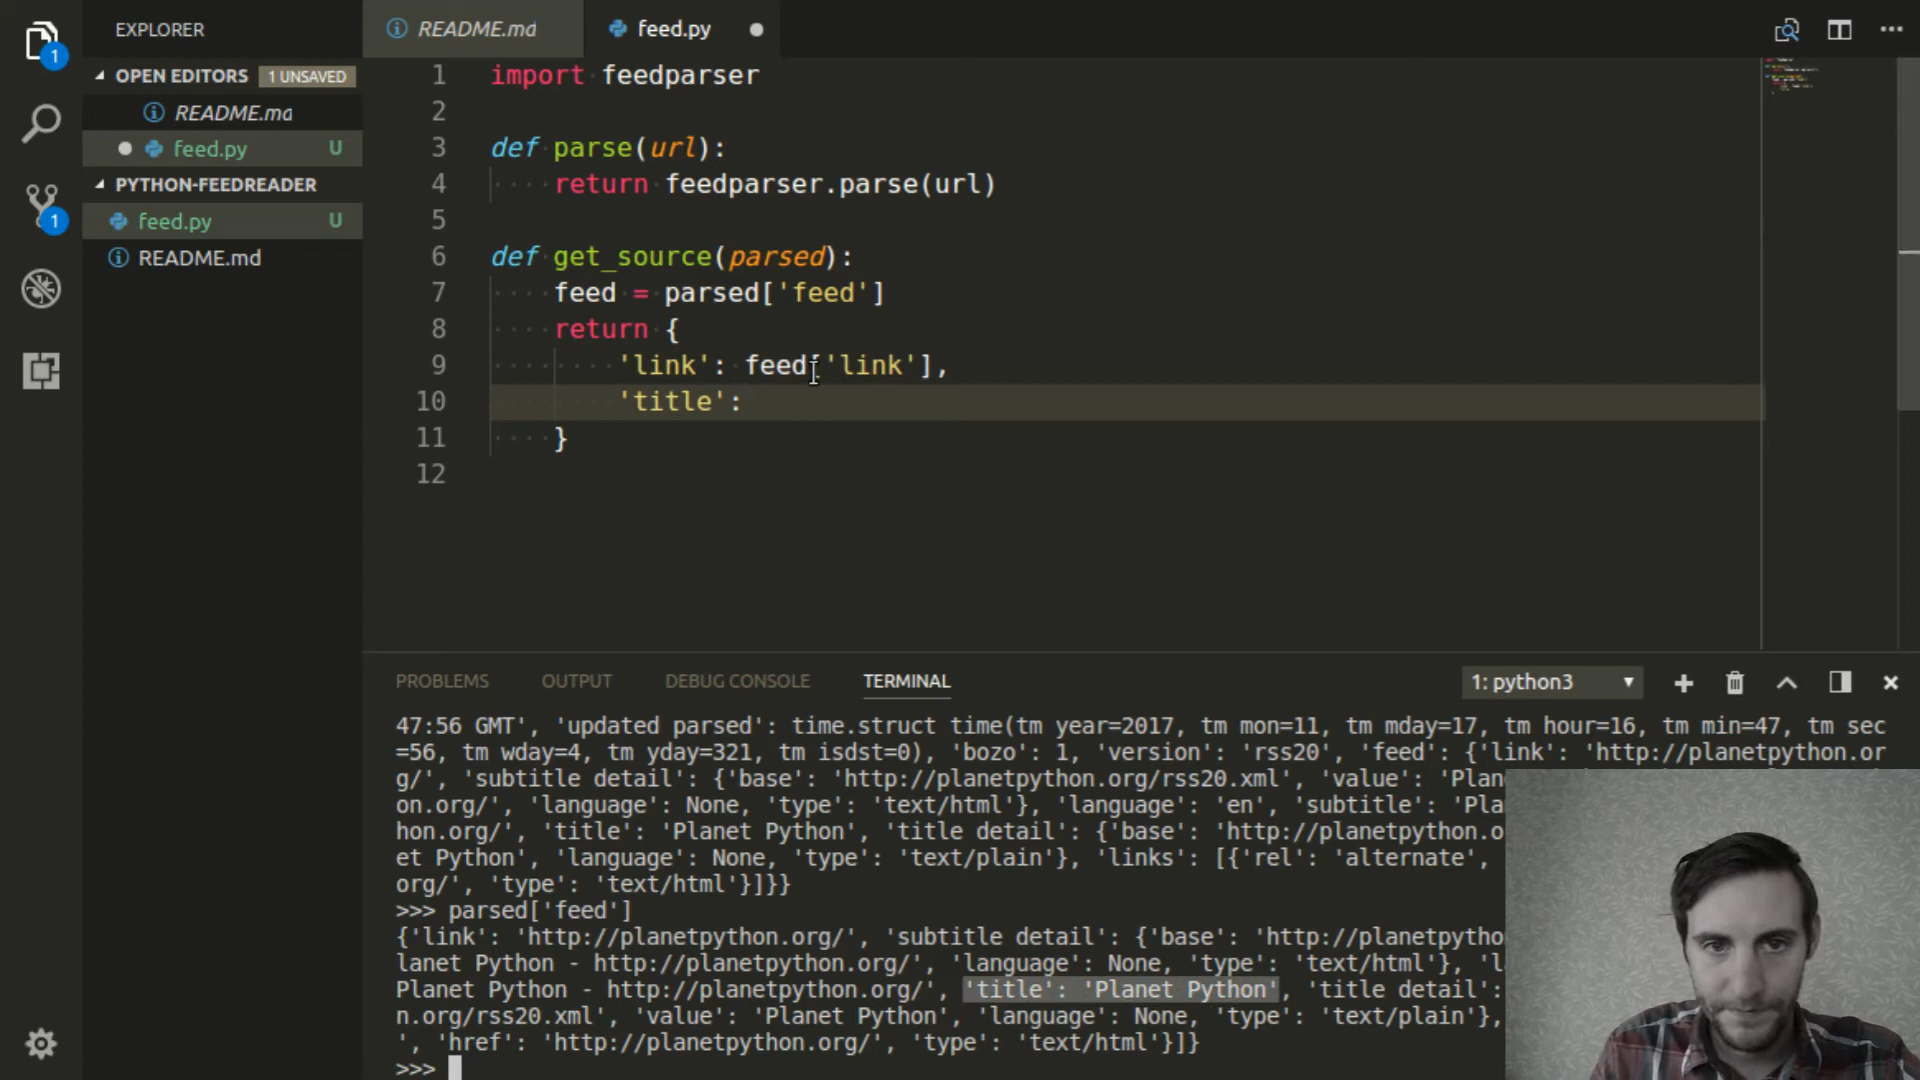 EXPLORER
README.md
feed.py
OPEN EDITORS 1 UNSAVED
README.md
feed.py U
PYTHON-FEEDREADER
feed.py U
README.md
1
1
1 import feedparser
2
3 def parse(url):
4 return feedparser.parse(url)
5
6 def get_source(parsed):
7 feed = parsed['feed']
8 return {
9 'link': feed['link'],
10 'title':
11 }
12
PROBLEMS OUTPUT DEBUG CONSOLE TERMINAL 1: python3
47:56 GMT', 'updated parsed': time.struct time(tm year=2017, tm mon=11, tm mday=17, tm hour=16, tm min=47, tm sec
=56, tm wday=4, tm yday=321, tm isdst=0), 'bozo': 1, 'version': 'rss20', 'feed': {'link': 'http://planetpython.or
g/', 'subtitle detail': {'base': 'http://planetpython.org/rss20.xml', 'value': 'Plan
on.org/', 'language': None, 'type': 'text/html'}, 'language': 'en', 'subtitle': 'Pla
hon.org/', 'title': 'Planet Python', 'title detail': {'base': 'http://planetpython.o
et Python', 'language': None, 'type': 'text/plain'}, 'links': [{'rel': 'alternate',
org/', 'type': 'text/html'}]}}
>>> parsed['feed']
{'link': 'http://planetpython.org/', 'subtitle detail': {'base': 'http://planetpytho
lanet Python - http://planetpython.org/', 'language': None, 'type': 'text/html'}, 'la
Planet Python - http://planetpython.org/', 'title': 'Planet Python', 'title detail':
n.org/rss20.xml', 'value': 'Planet Python', 'language': None, 'type': 'text/plain'},
', 'href': 'http://planetpython.org/', 'type': 'text/html'}]}
>>>